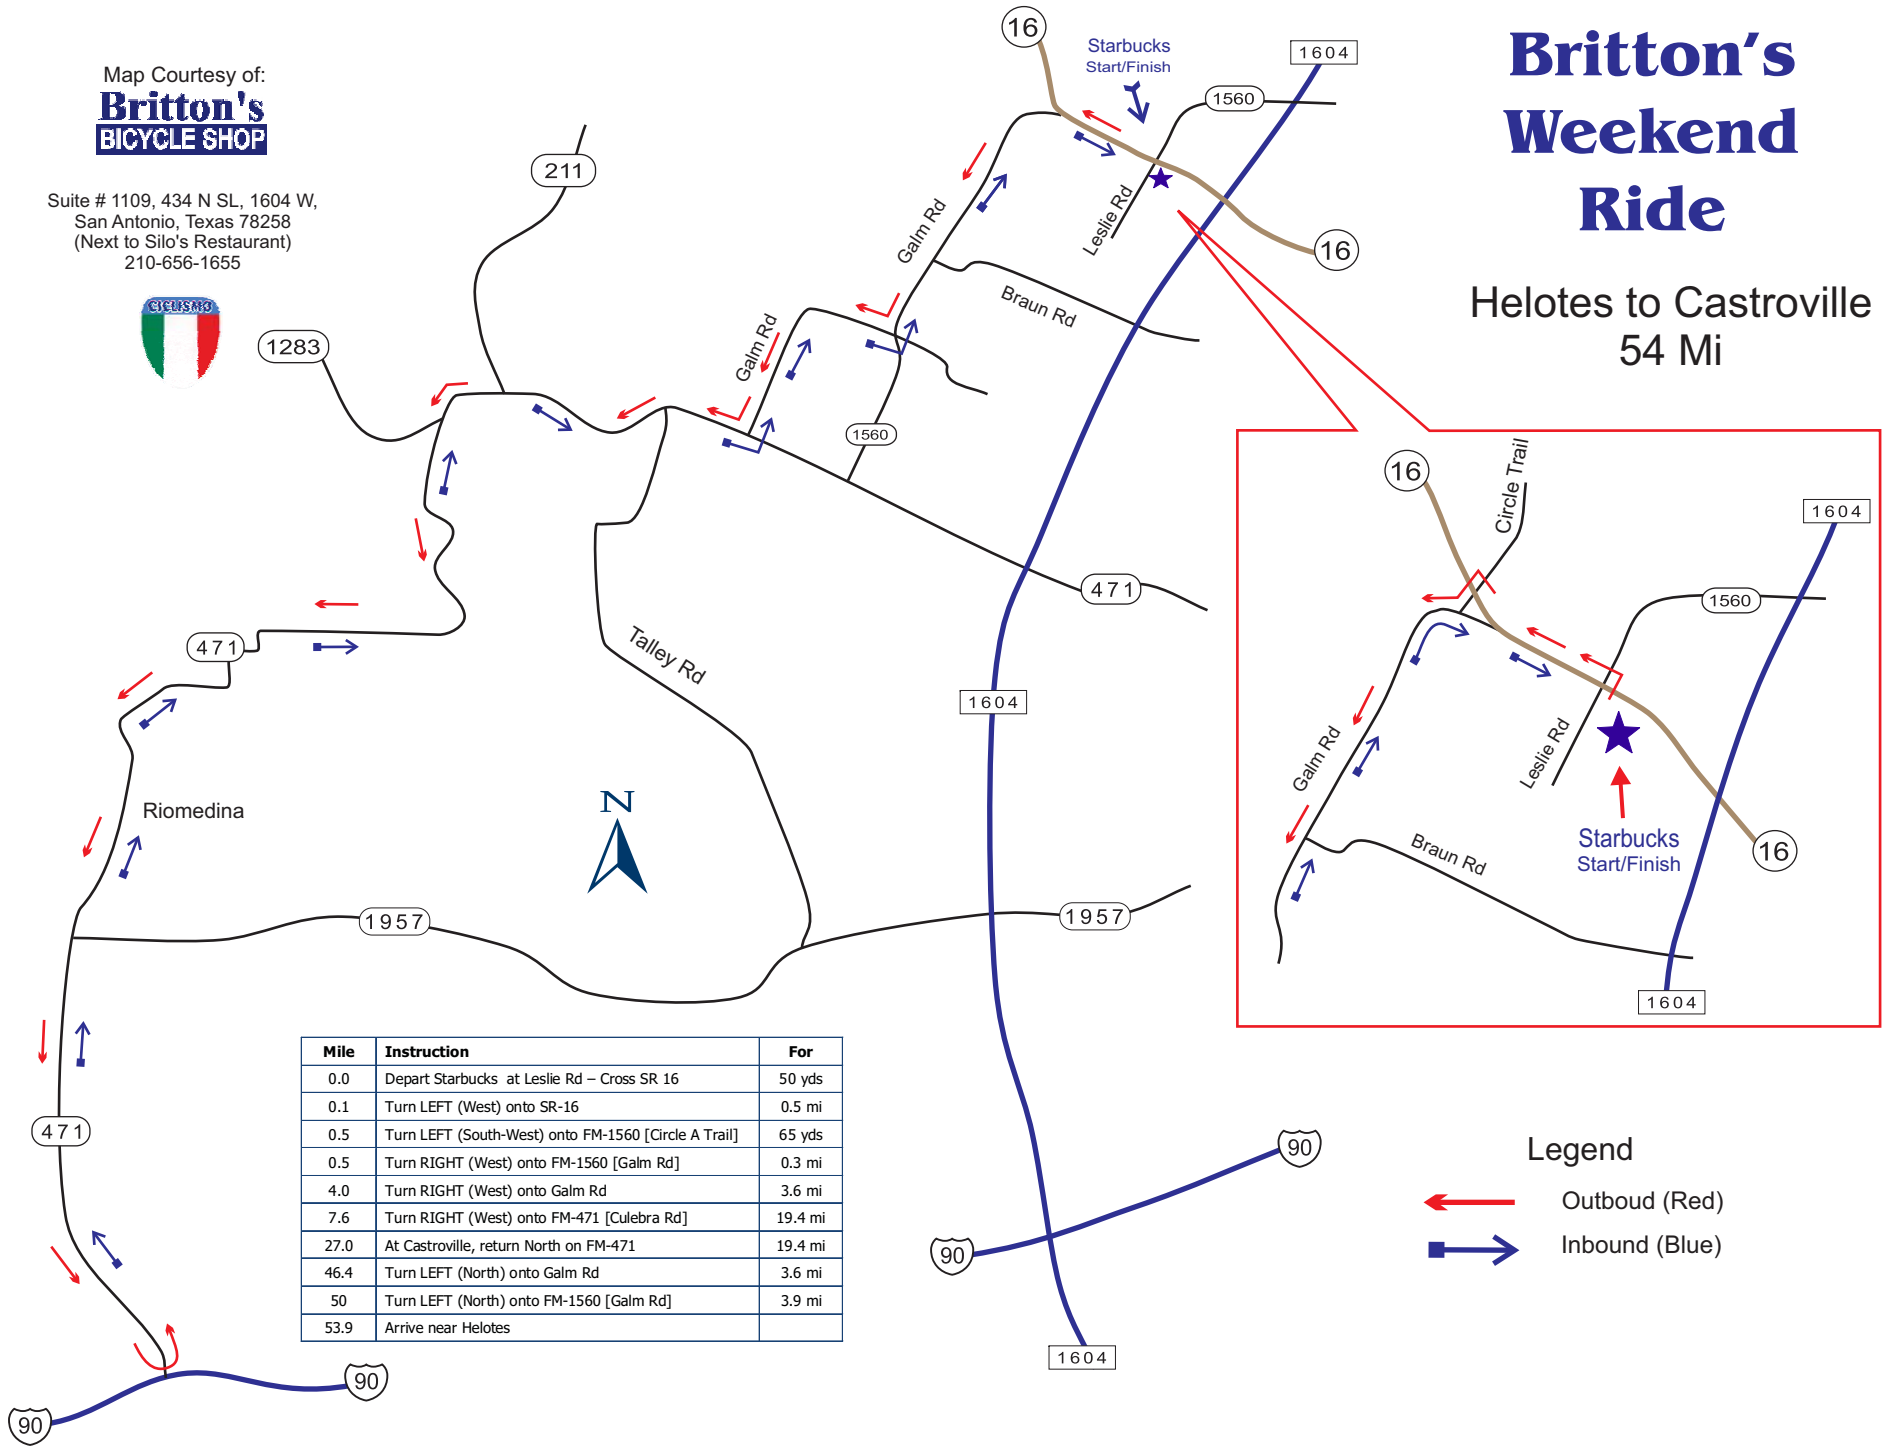 Map Courtesy of:
Britton's
BICYCLE SHOP
Suite # 1109, 434 N SL, 1604 W,
San Antonio, Texas 78258
(Next to Silo's Restaurant)
210-656-1655
CICLISMO
Britton's
Weekend
Ride
Helotes to Castroville
54 Mi
16
Starbucks
Start/Finish
1604
1560
211
Leslie Rd
Galm Rd
16
Braun Rd
1283
Galm Rd
1560
471
471
Talley Rd
1604
Riomedina
N
1957
1957
471
90
90
1604
90
90
16
Circle Trail
1604
1560
Galm Rd
Leslie Rd
Starbucks
Start/Finish
Braun Rd
16
1604
Mile Instruction For
0.0 Depart Starbucks at Leslie Rd – Cross SR 16 50 yds
0.1 Turn LEFT (West) onto SR-16 0.5 mi
0.5 Turn LEFT (South-West) onto FM-1560 [Circle A Trail] 65 yds
0.5 Turn RIGHT (West) onto FM-1560 [Galm Rd] 0.3 mi
4.0 Turn RIGHT (West) onto Galm Rd 3.6 mi
7.6 Turn RIGHT (West) onto FM-471 [Culebra Rd] 19.4 mi
27.0 At Castroville, return North on FM-471 19.4 mi
46.4 Turn LEFT (North) onto Galm Rd 3.6 mi
50 Turn LEFT (North) onto FM-1560 [Galm Rd] 3.9 mi
53.9 Arrive near Helotes
Legend
Outboud (Red)
Inbound (Blue)